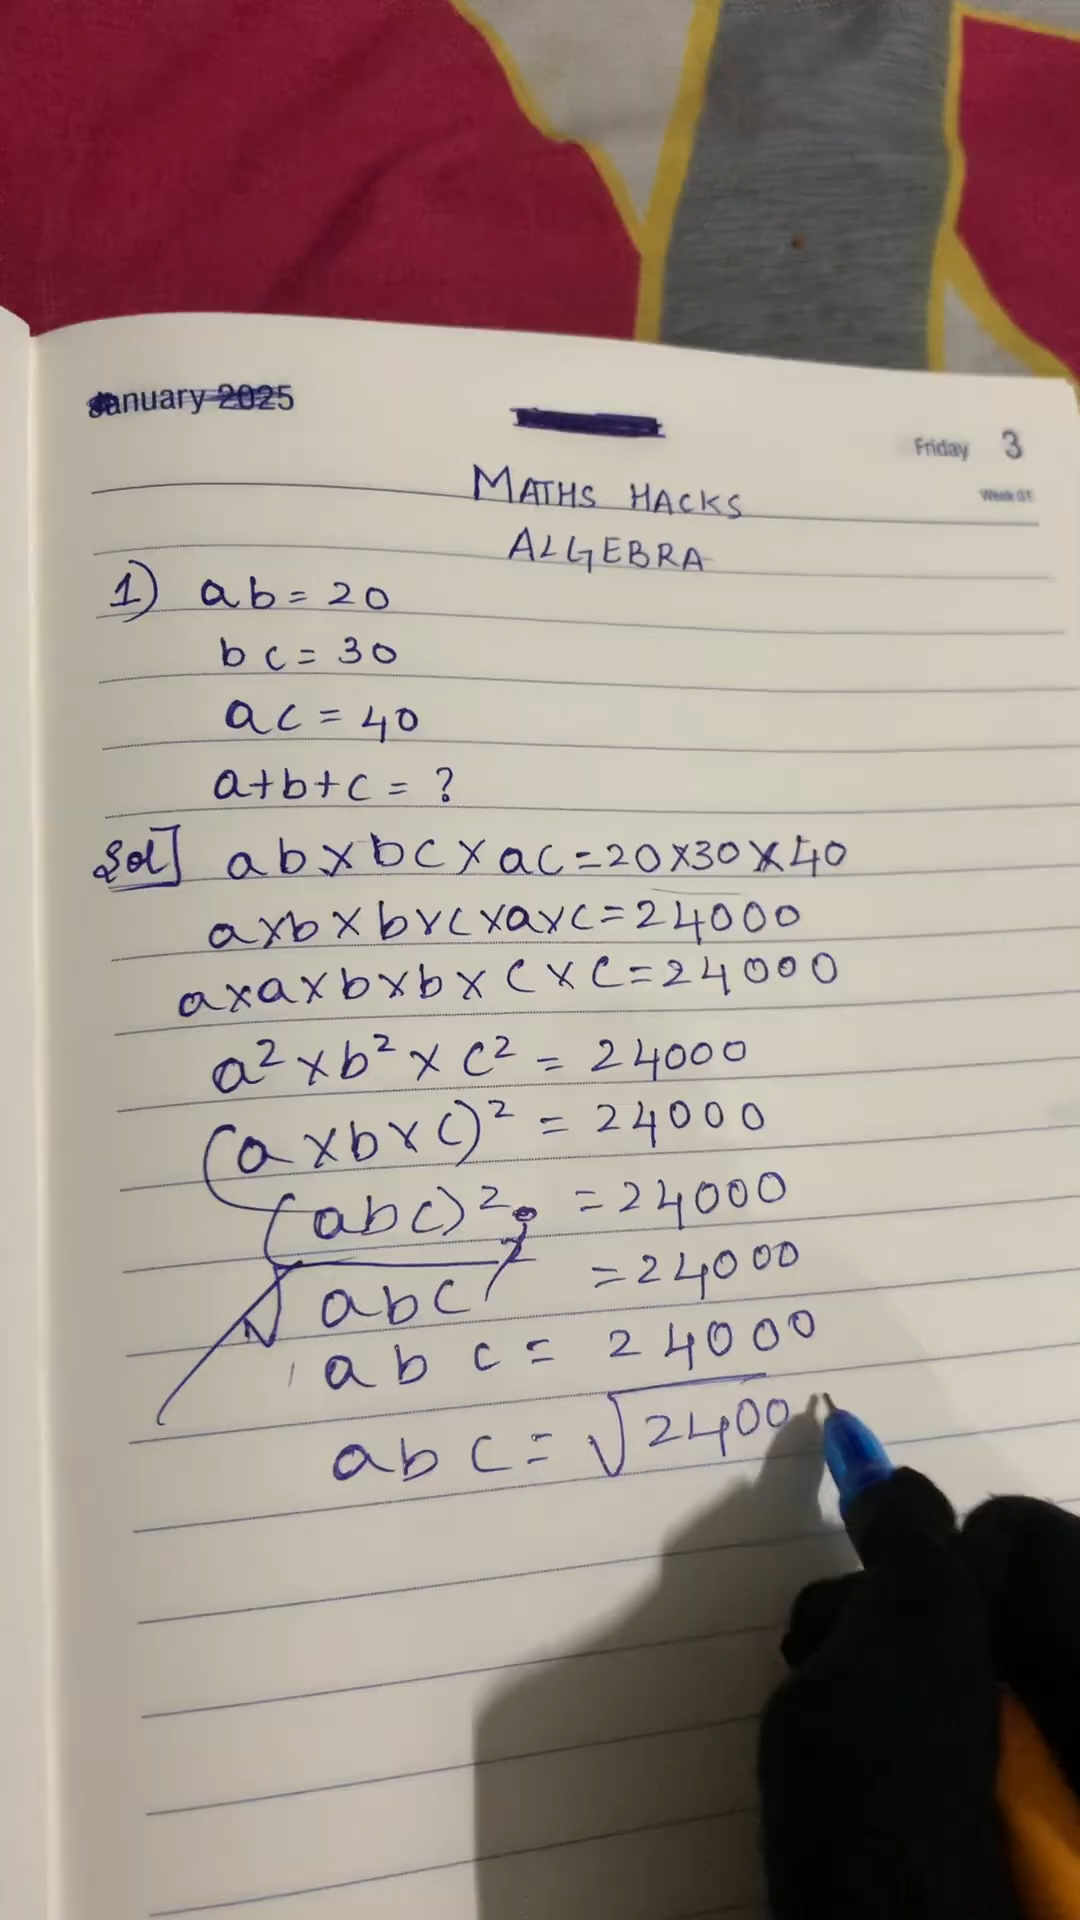 January 2025
Friday 3
Week 01
MATHS HACKS
ALGEBRA
1) ab = 20
bc = 30
ac = 40
a+b+c = ?
Sol] ab×bc×ac=20×30×40
a×b×b×c×a×c=24000
a×a×b×b×c×c=24000
a²×b²×c² = 24000
(a×b×c)² = 24000
(abc)² = 24000
√abc = 24000
abc = 24000
abc = √2400